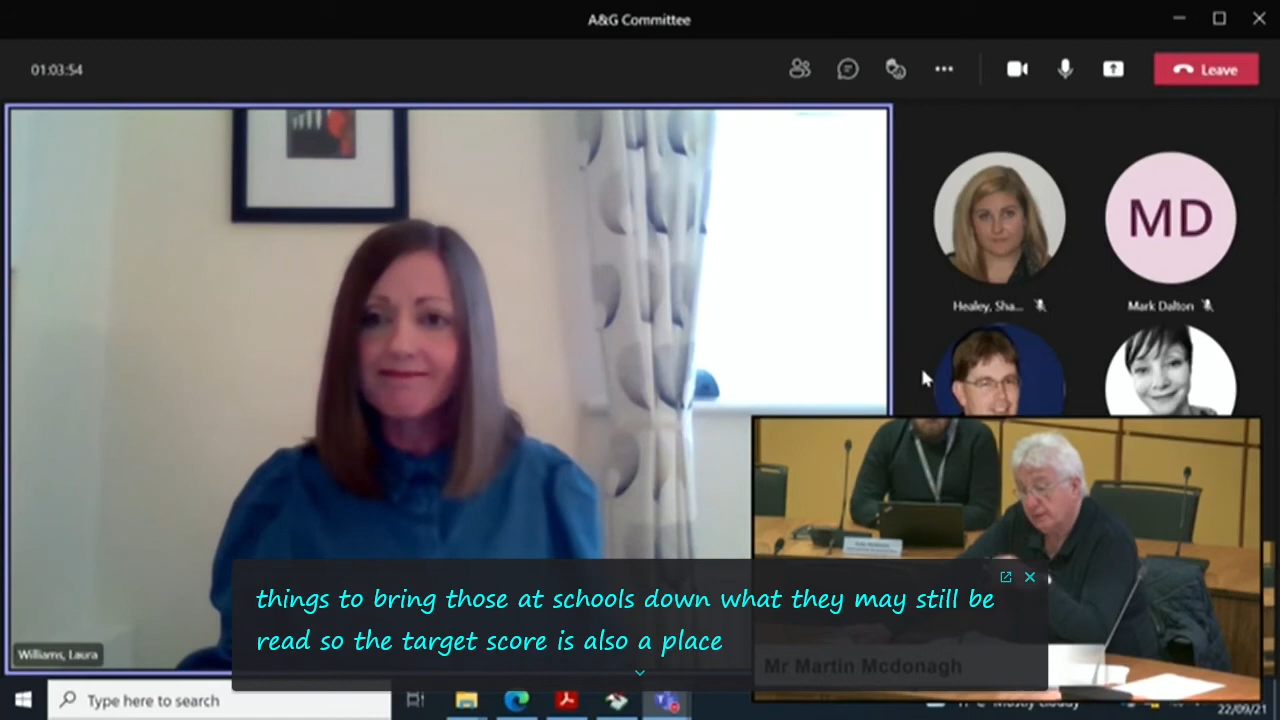 A&G Committee
01:03:54
Leave
MD
Healey, Sha...
Mark Dalton
Williams, Laura
things to bring those at schools down what they may still be
read so the target score is also a place
Mr Martin Mcdonagh
Type here to search
Mostly cloudy
22/09/21